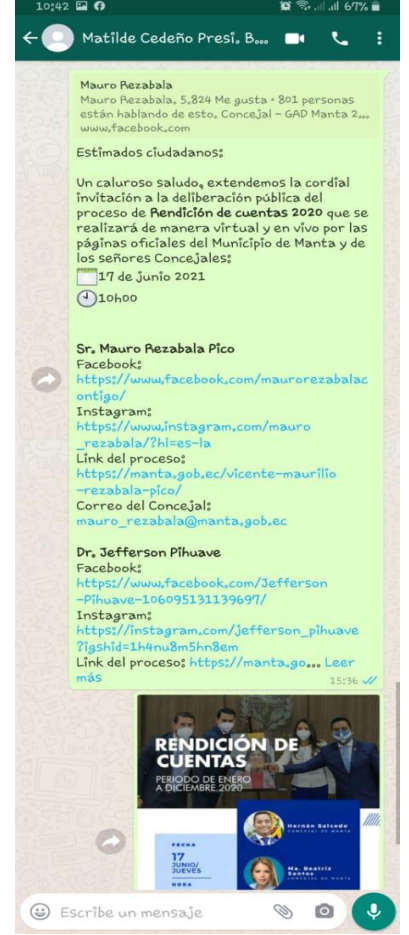 10:42
67%
Matilde Cedeño Presi. B...
Mauro Rezabala
Mauro Rezabala. 5,824 Me gusta · 801 personas
están hablando de esto. Concejal - GAD Manta 2...
www.facebook.com
Estimados ciudadanos:
Un caluroso saludo, extendemos la cordial
invitación a la deliberación pública del
proceso de Rendición de cuentas 2020 que se
realizará de manera virtual y en vivo por las
páginas oficiales del Municipio de Manta y de
los señores Concejales:
17 de junio 2021
10h00
Sr. Mauro Rezabala Pico
Facebook:
https://www.facebook.com/maurorezabalac
ontigo/
Instagram:
https://www.instagram.com/mauro
_rezabala/?hl=es-la
Link del proceso:
https://manta.gob.ec/vicente-maurilio
-rezabala-pico/
Correo del Concejal:
mauro_rezabala@manta.gob.ec
Dr. Jefferson Pihuave
Facebook:
https://www.facebook.com/Jefferson
-Pihuave-106095131139697/
Instagram:
https://instagram.com/jefferson_pihuave
?igshid=1h4nu8m5hn8em
Link del proceso: https://manta.go... Leer
más
15:36
RENDICIÓN DE
CUENTAS
PERIODO DE ENERO
A DICIEMBRE 2020
Hernán Salcedo
CONCEJAL DE MANTA
FECHA
17
JUNIO/
JUEVES
HORA
Ma. Beatriz
Santos
CONCEJAL DE MANTA
Escribe un mensaje